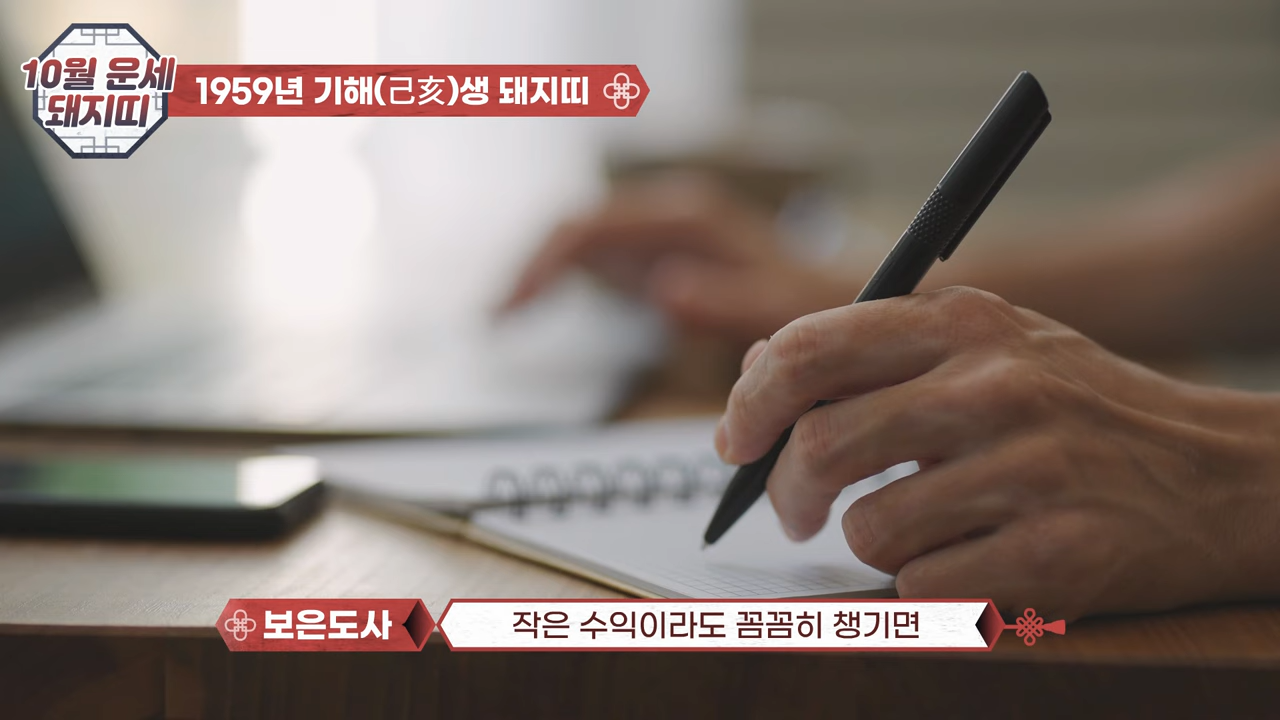 10월 운세
돼지띠
1959년 기해(己亥)생 돼지띠
보은도사
작은 수익이라도 꼼꼼히 챙기면